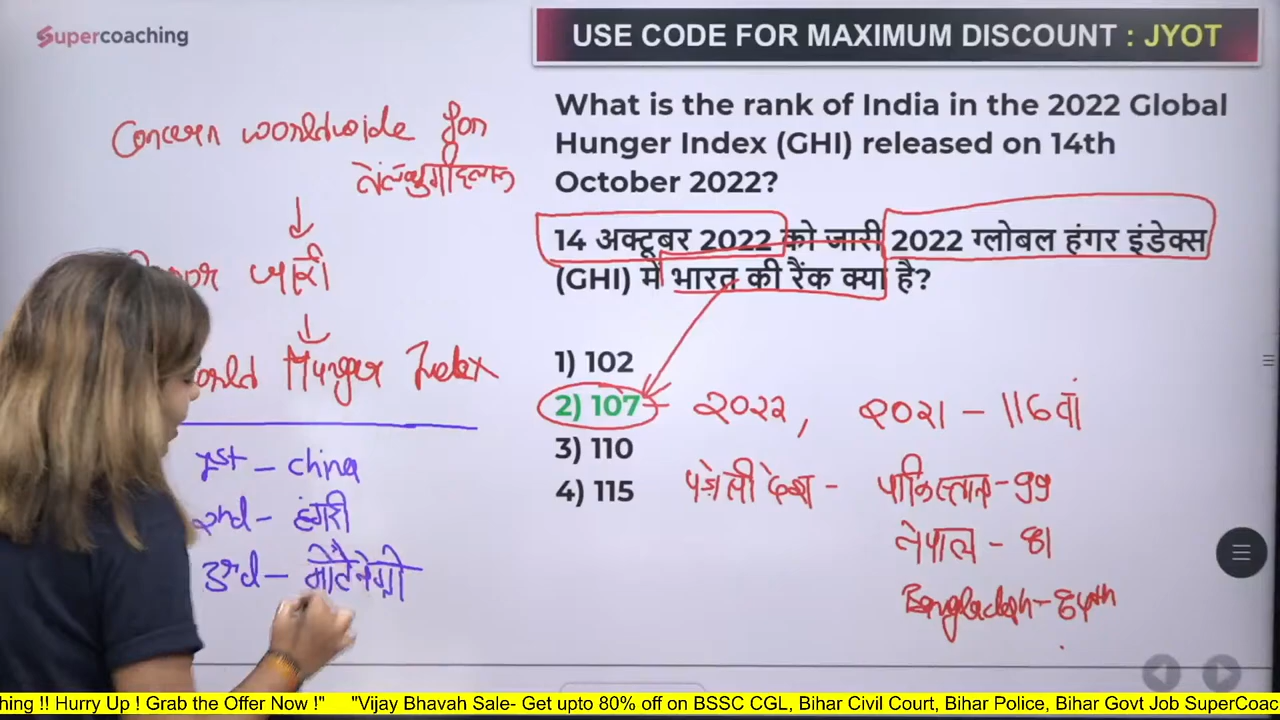 Supercoaching
USE CODE FOR MAXIMUM DISCOUNT : JYOT
What is the rank of India in the 2022 Global
Hunger Index (GHI) released on 14th
October 2022?
14 अक्टूबर 2022 को जारी 2022 ग्लोबल हंगर इंडेक्स
(GHI) में भारत की रैंक क्या है?
1) 102
2) 107
3) 110
4) 115
२०२२, २०२१ - 116वां
देश - पाकिस्तान - 99
नेपाल - 81
Bangladesh - 84th
Concern worldwide for
जारी
Hunger Index
1st - China
2nd - हंगरी
3rd -
hing !! Hurry Up ! Grab the Offer Now !" "Vijay Bhavah Sale- Get upto 80% off on BSSC CGL, Bihar Civil Court, Bihar Police, Bihar Govt Job SuperCoac